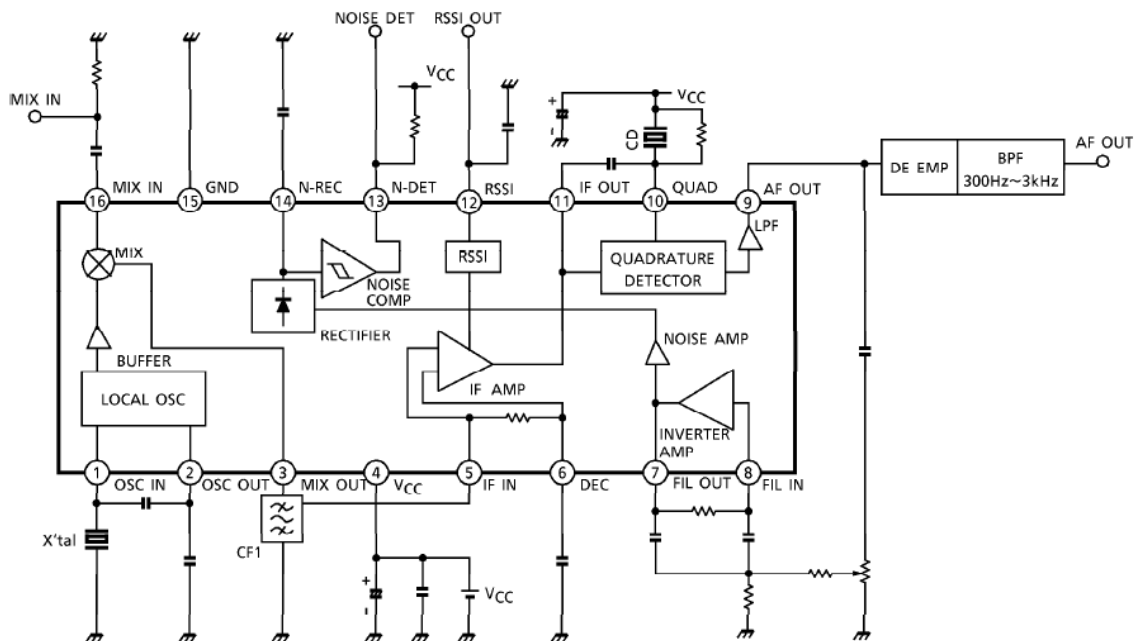 NOISE DET RSSI OUT
VCC
VCC
MIX IN
+
-
CD
AF OUT
DE EMP
BPF
300Hz~3kHz
MIX IN GND N-REC N-DET RSSI IF OUT QUAD AF OUT
16 15 14 13 12 11 10 9
LPF
MIX
RSSI
QUADRATURE
DETECTOR
NOISE
COMP
RECTIFIER
NOISE AMP
BUFFER
IF AMP
LOCAL OSC
INVERTER
AMP
1 2 3 4 5 6 7 8
OSC IN OSC OUT MIX OUT VCC IF IN DEC FIL OUT FIL IN
X'tal
CF1
+
-
VCC